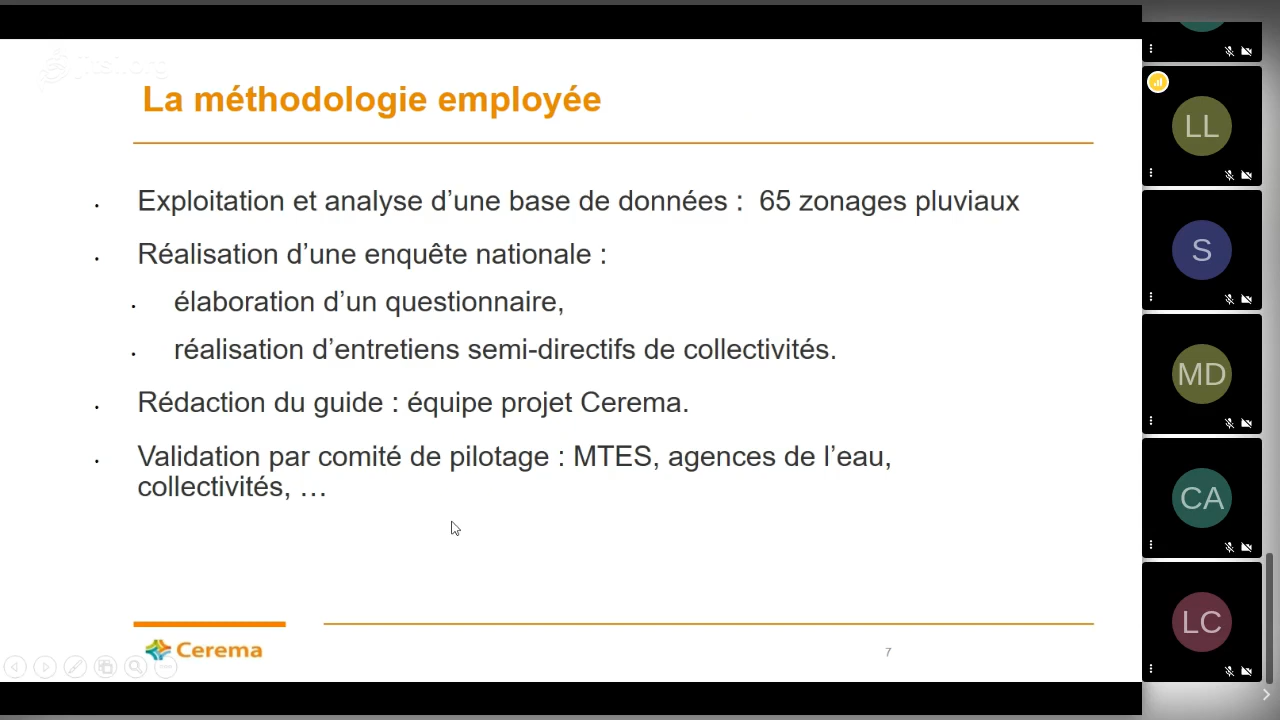 jitsi.org
La méthodologie employée
• Exploitation et analyse d’une base de données : 65 zonages pluviaux
• Réalisation d’une enquête nationale :
• élaboration d’un questionnaire,
• réalisation d’entretiens semi-directifs de collectivités.
• Rédaction du guide : équipe projet Cerema.
• Validation par comité de pilotage : MTES, agences de l’eau,
collectivités, …
Cerema
7
LL
S
MD
CA
LC